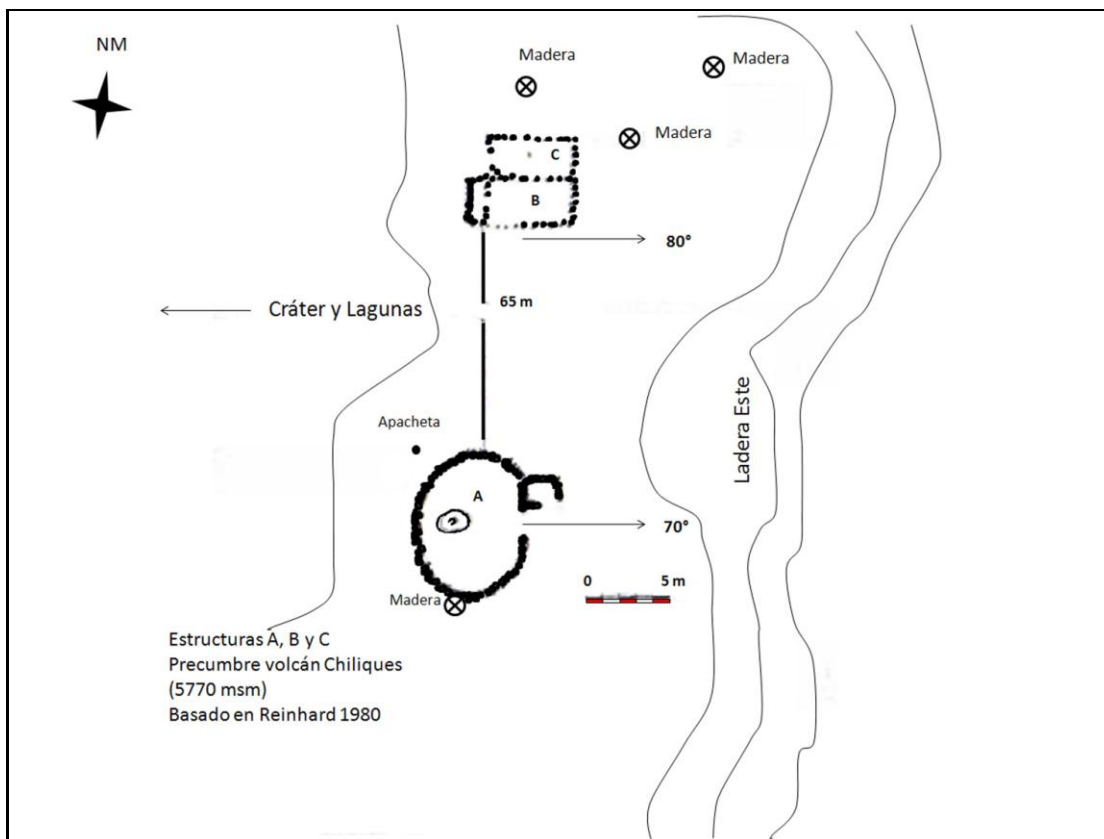 NM
Madera
Madera
Madera
C
B
80°
65 m
Cráter y Lagunas
Apacheta
Ladera Este
A
70°
0 5 m
Madera
Estructuras A, B y C
Precumbre volcán Chiliques
(5770 msm)
Basado en Reinhard 1980